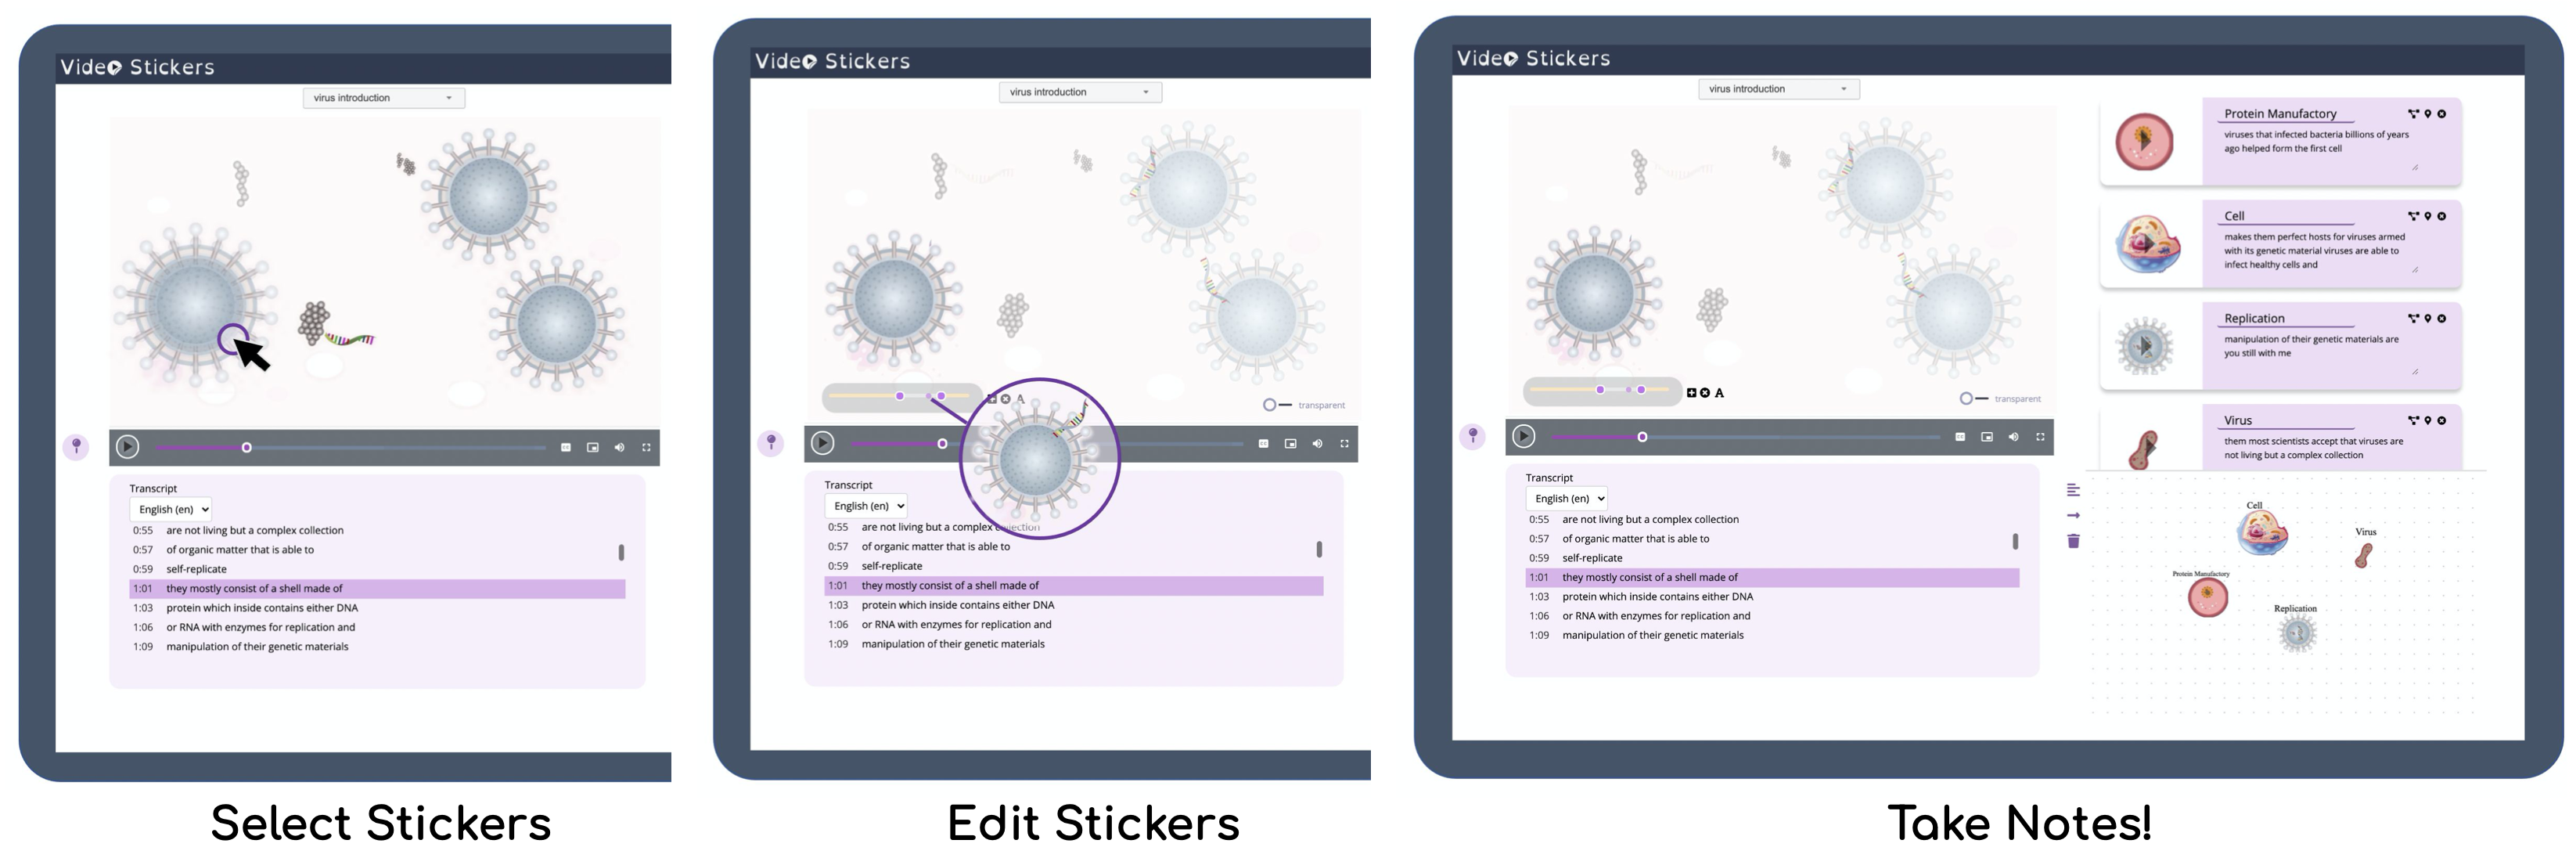 Video Stickers
virus introduction
Transcript
English (en)
0:55 are not living but a complex collection
0:57 of organic matter that is able to
0:59 self-replicate
1:01 they mostly consist of a shell made of
1:03 protein which inside contains either DNA
1:06 or RNA with enzymes for replication and
1:09 manipulation of their genetic materials
Select Stickers
Video Stickers
virus introduction
A
transparent
Transcript
English (en)
0:55 are not living but a complex collection
0:57 of organic matter that is able to
0:59 self-replicate
1:01 they mostly consist of a shell made of
1:03 protein which inside contains either DNA
1:06 or RNA with enzymes for replication and
1:09 manipulation of their genetic materials
Edit Stickers
Video Stickers
virus introduction
A
transparent
Transcript
English (en)
0:55 are not living but a complex collection
0:57 of organic matter that is able to
0:59 self-replicate
1:01 they mostly consist of a shell made of
1:03 protein which inside contains either DNA
1:06 or RNA with enzymes for replication and
1:09 manipulation of their genetic materials
Protein Manufactory
viruses that infected bacteria billions of years
ago helped form the first cell
Cell
makes them perfect hosts for viruses armed
with its genetic material viruses are able to
infect healthy cells and
Replication
manipulation of their genetic materials are
you still with me
Virus
them most scientists accept that viruses are
not living but a complex collection
Cell
Virus
Protein Manufactory
Replication
Take Notes!